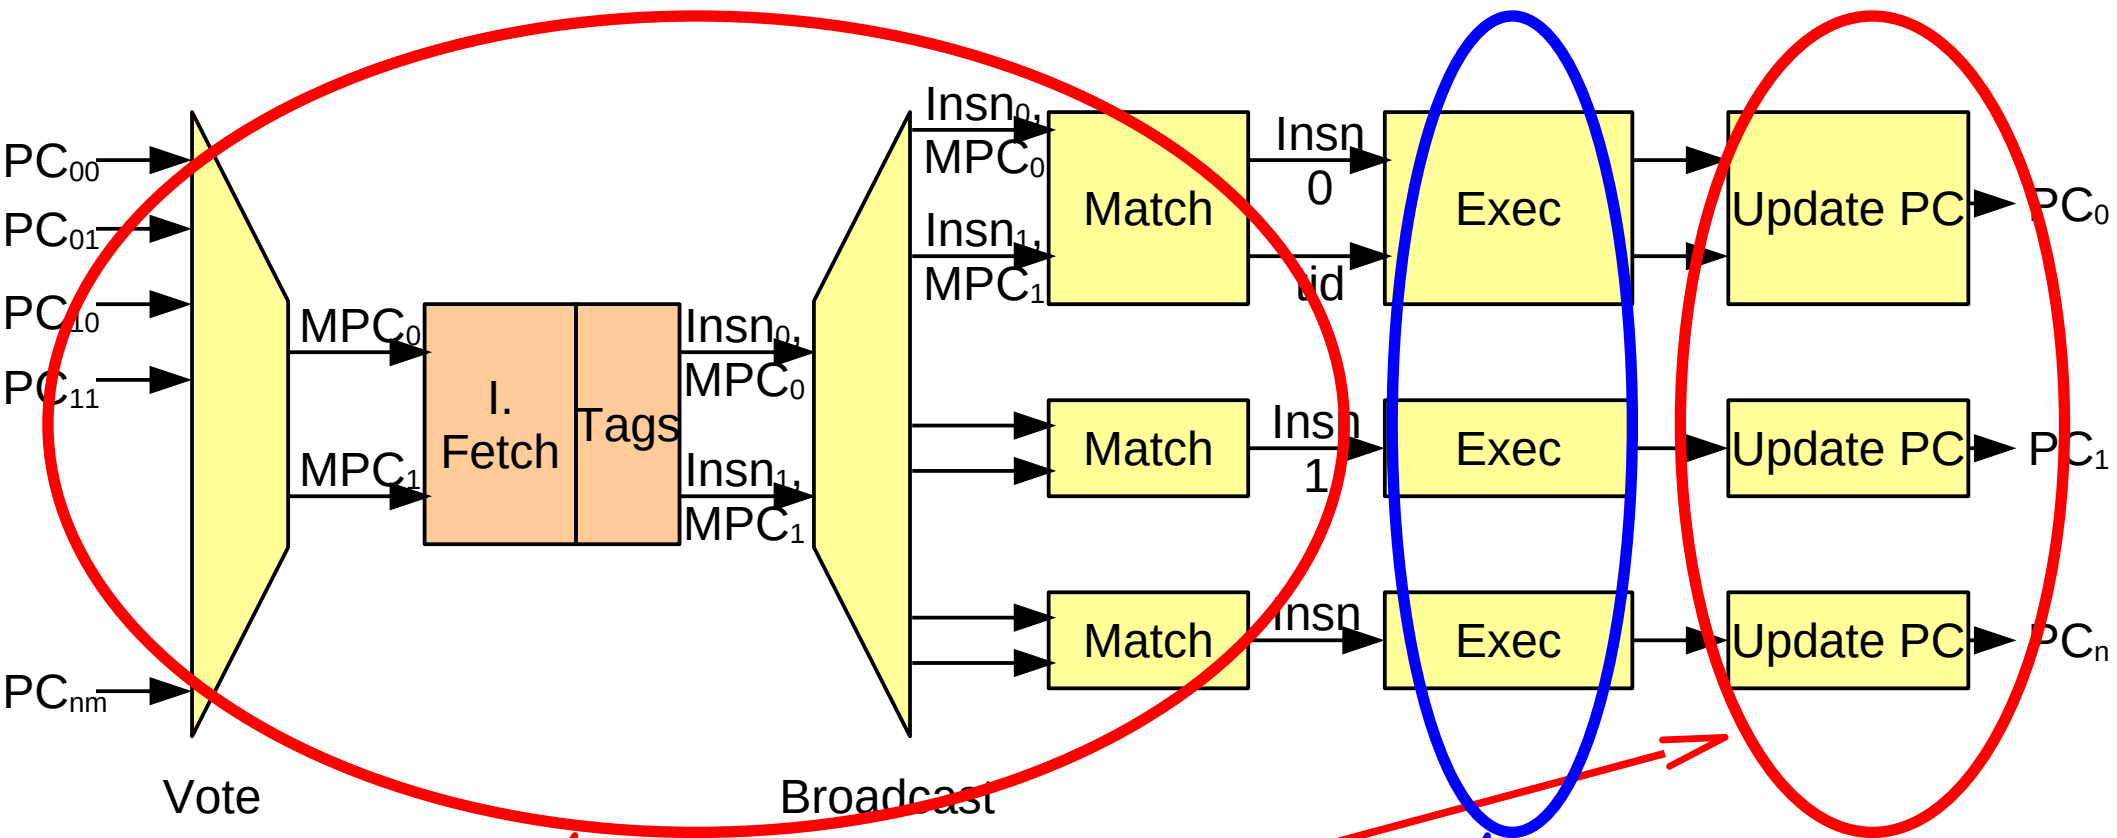 PC00
PC01
PC10
PC11
PCnm
Vote
MPC0
MPC1
I.
Fetch
Tags
Insn0,
MPC0
Insn1,
MPC1
Broadcast
Insn0,
MPC0
Insn1,
MPC1
Match
Match
Match
Insn
0
tid
Insn
1
Insn
Exec
Exec
Exec
Update PC
Update PC
Update PC
PC0
PC1
PCn